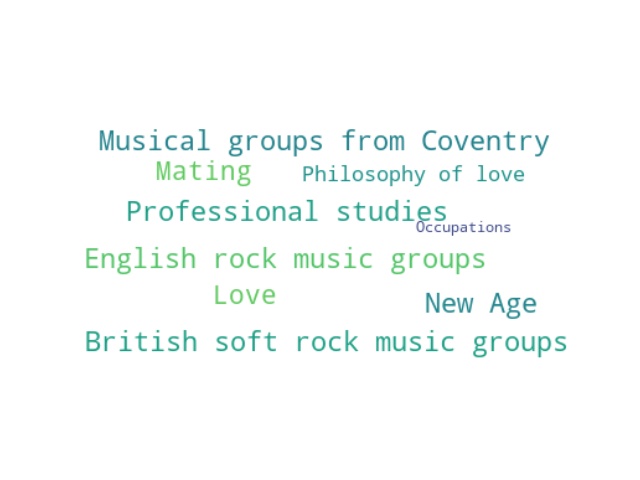 Musical groups from Coventry
Mating
Philosophy of love
Professional studies
Occupations
English rock music groups
Love
New Age
British soft rock music groups